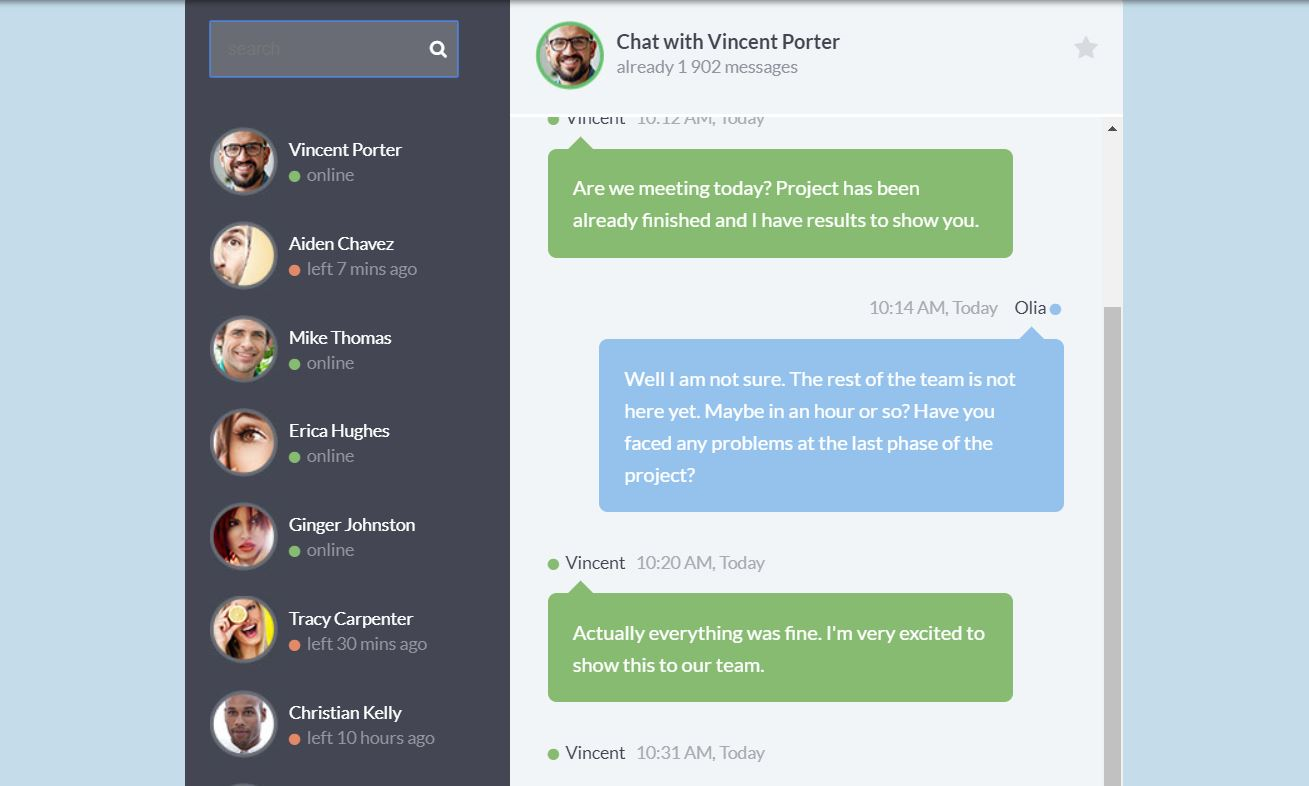 search
Vincent Porter
online
Aiden Chavez
left 7 mins ago
Mike Thomas
online
Erica Hughes
online
Ginger Johnston
online
Tracy Carpenter
left 30 mins ago
Christian Kelly
left 10 hours ago
Chat with Vincent Porter
already 1 902 messages
Vincent 10:12 AM, Today
Are we meeting today? Project has been
already finished and I have results to show you.
10:14 AM, Today Olia
Well I am not sure. The rest of the team is not
here yet. Maybe in an hour or so? Have you
faced any problems at the last phase of the
project?
Vincent 10:20 AM, Today
Actually everything was fine. I'm very excited to
show this to our team.
Vincent 10:31 AM, Today